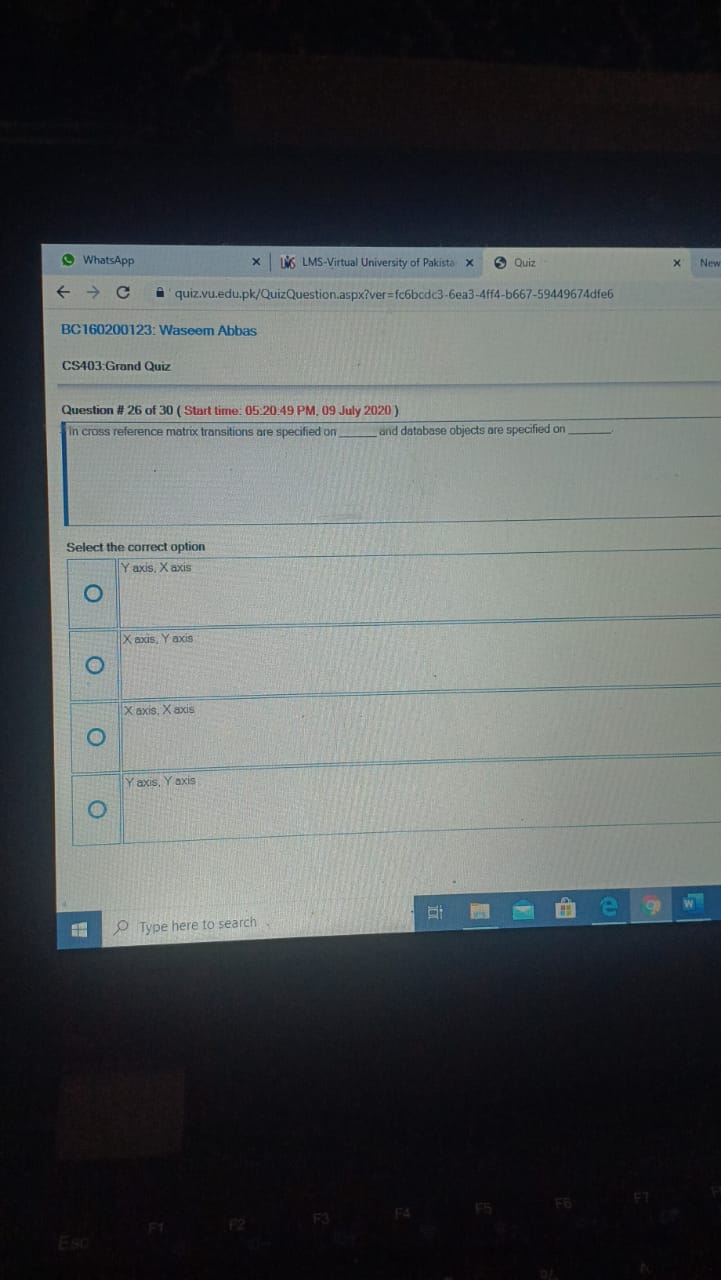 WhatsApp × LMS-Virtual University of Pakista × Quiz × New
quiz.vu.edu.pk/QuizQuestion.aspx?ver=fc6bcdc3-6ea3-4ff4-b667-59449674dfe6
BC160200123: Waseem Abbas
CS403:Grand Quiz
Question # 26 of 30 ( Start time: 05:20:49 PM, 09 July 2020 )
In cross reference matrix transitions are specified on ______ and database objects are specified on _______.
Select the correct option
Y axis, X axis
X axis, Y axis
X axis, X axis
Y axis, Y axis
Type here to search
Esc F1 F2 F3 F4 F5 F6 F7